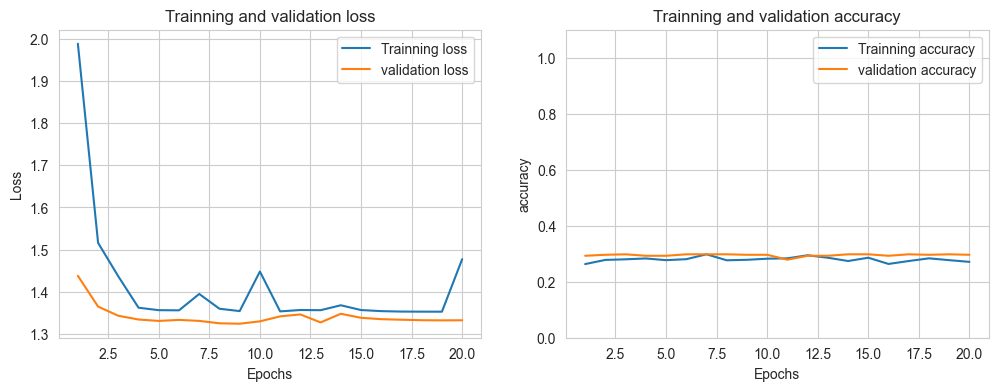 Trainning and validation loss
Trainning loss
validation loss
2.0
1.9
1.8
1.7
1.6
1.5
1.4
1.3
Loss
2.5 5.0 7.5 10.0 12.5 15.0 17.5 20.0
Epochs
Trainning and validation accuracy
Trainning accuracy
validation accuracy
1.0
0.8
0.6
0.4
0.2
0.0
accuracy
2.5 5.0 7.5 10.0 12.5 15.0 17.5 20.0
Epochs